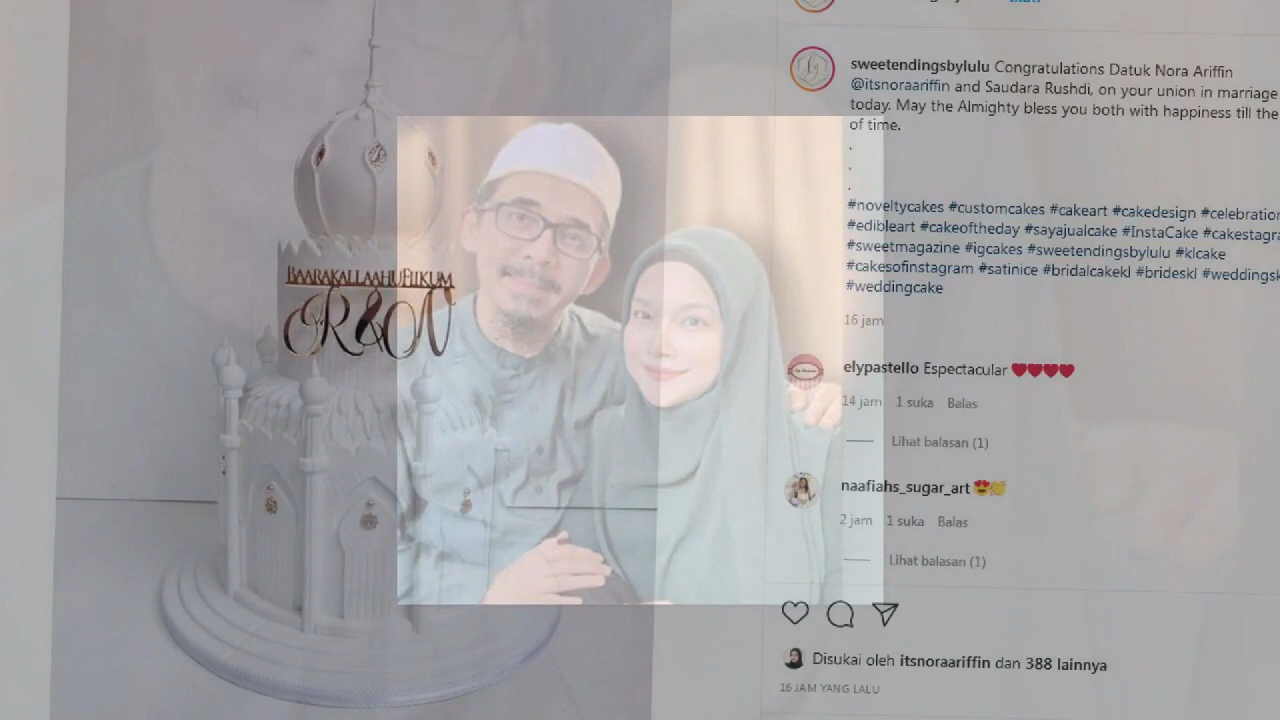 BAARAKALLAAHUFIIKUM
R&N
sweetendingsbylulu Congratulations Datuk Nora Ariffin
@itsnoraariffin and Saudara Rushdi, on your union in marriage
today. May the Almighty bless you both with happiness till the
of time.
.
.
.
#noveltycakes #customcakes #cakeart #cakedesign #celebration
#edibleart #cakeoftheday #sayajualcake #InstaCake #cakestagra
#sweetmagazine #igcakes #sweetendingsbylulu #klcake
#cakesofinstagram #satinice #bridalcakekl #brideskl #weddingsk
#weddingcake
16 jam
elypastello Espectacular ❤❤❤❤
14 jam 1 suka Balas
Lihat balasan (1)
naafiahs_sugar_art 😍👏
2 jam 1 suka Balas
Lihat balasan (1)
Disukai oleh itsnoraariffin dan 388 lainnya
16 JAM YANG LALU